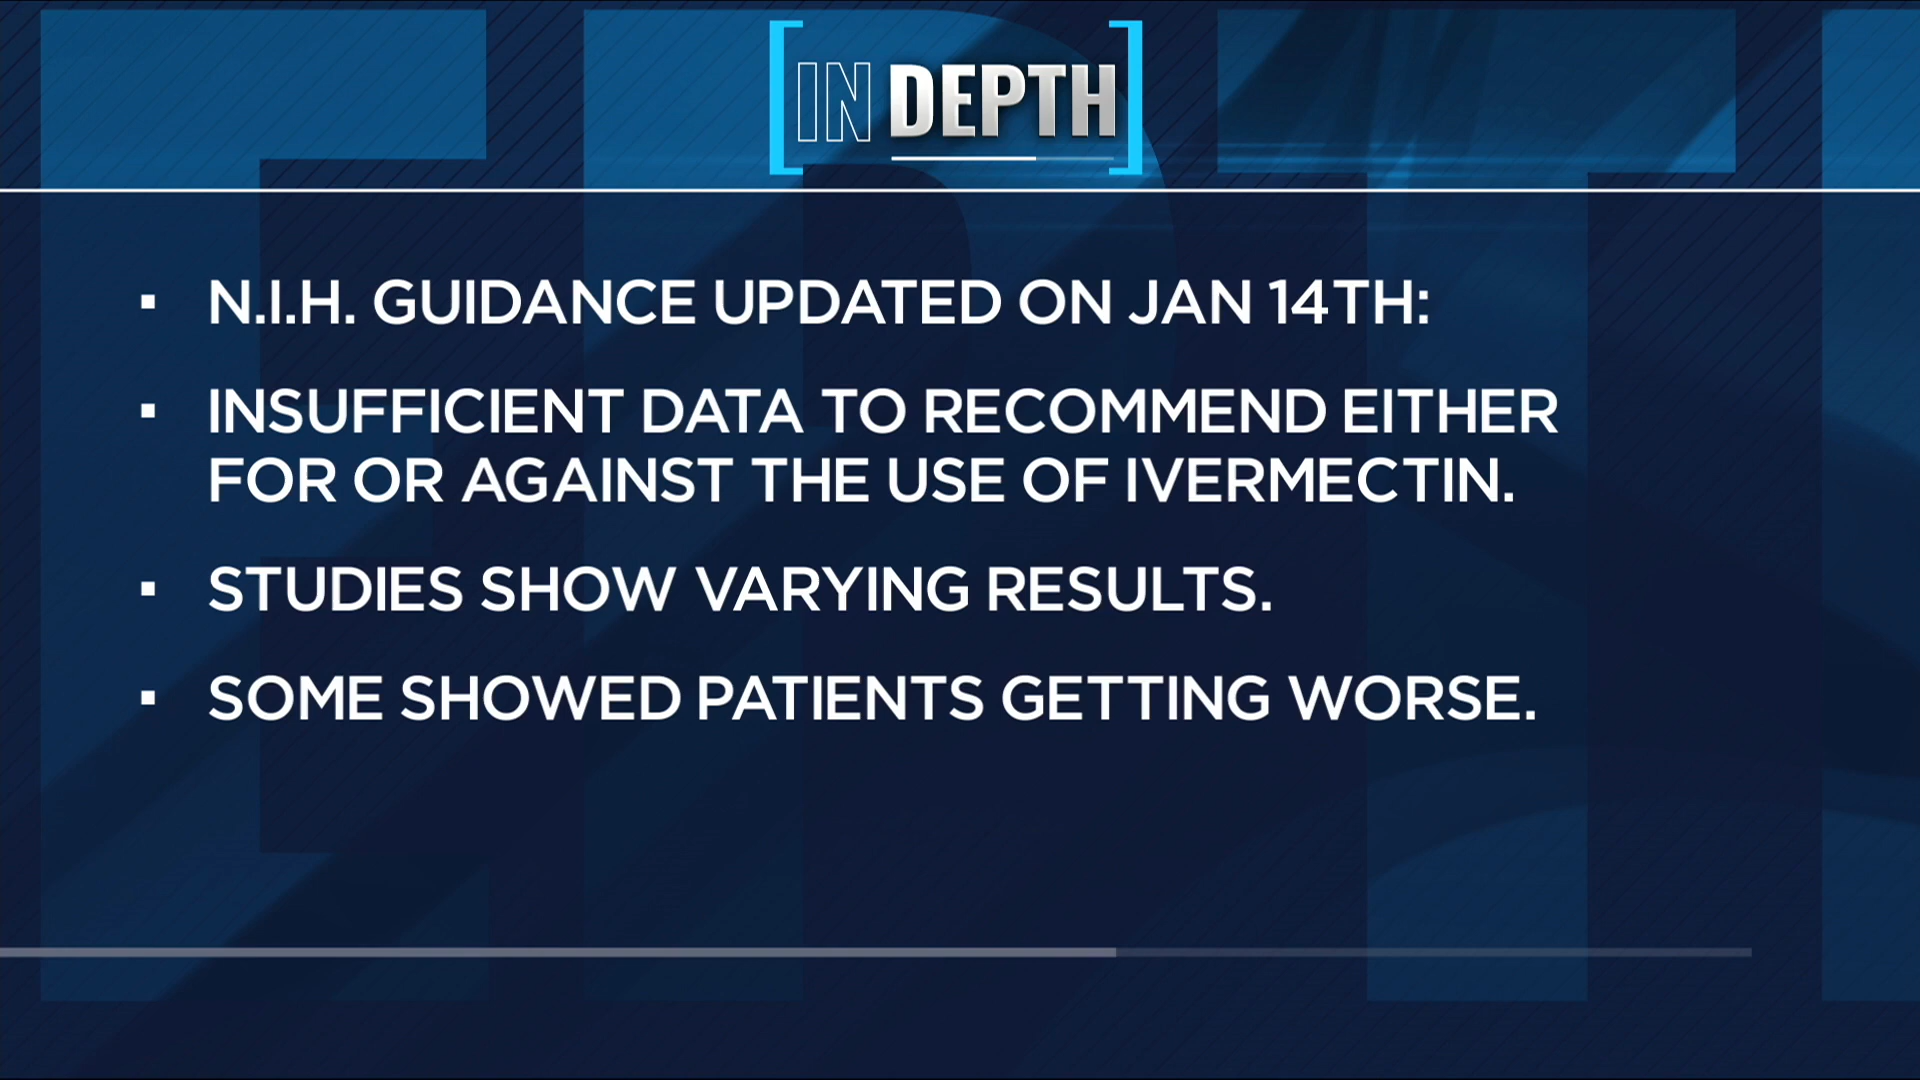 IN DEPTH
▪ N.I.H. GUIDANCE UPDATED ON JAN 14TH:
▪ INSUFFICIENT DATA TO RECOMMEND EITHER
FOR OR AGAINST THE USE OF IVERMECTIN.
▪ STUDIES SHOW VARYING RESULTS.
▪ SOME SHOWED PATIENTS GETTING WORSE.